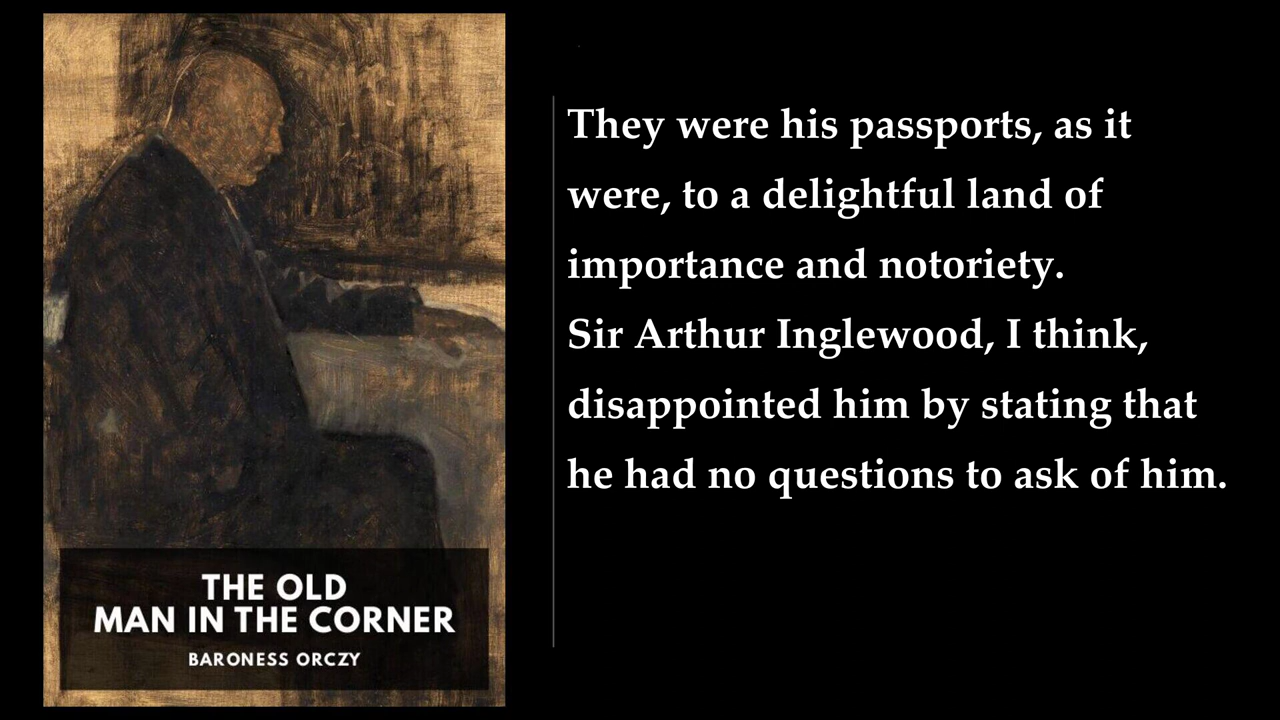 THE OLD
MAN IN THE CORNER
BARONESS ORCZY
They were his passports, as it
were, to a delightful land of
importance and notoriety.
Sir Arthur Inglewood, I think,
disappointed him by stating that
he had no questions to ask of him.